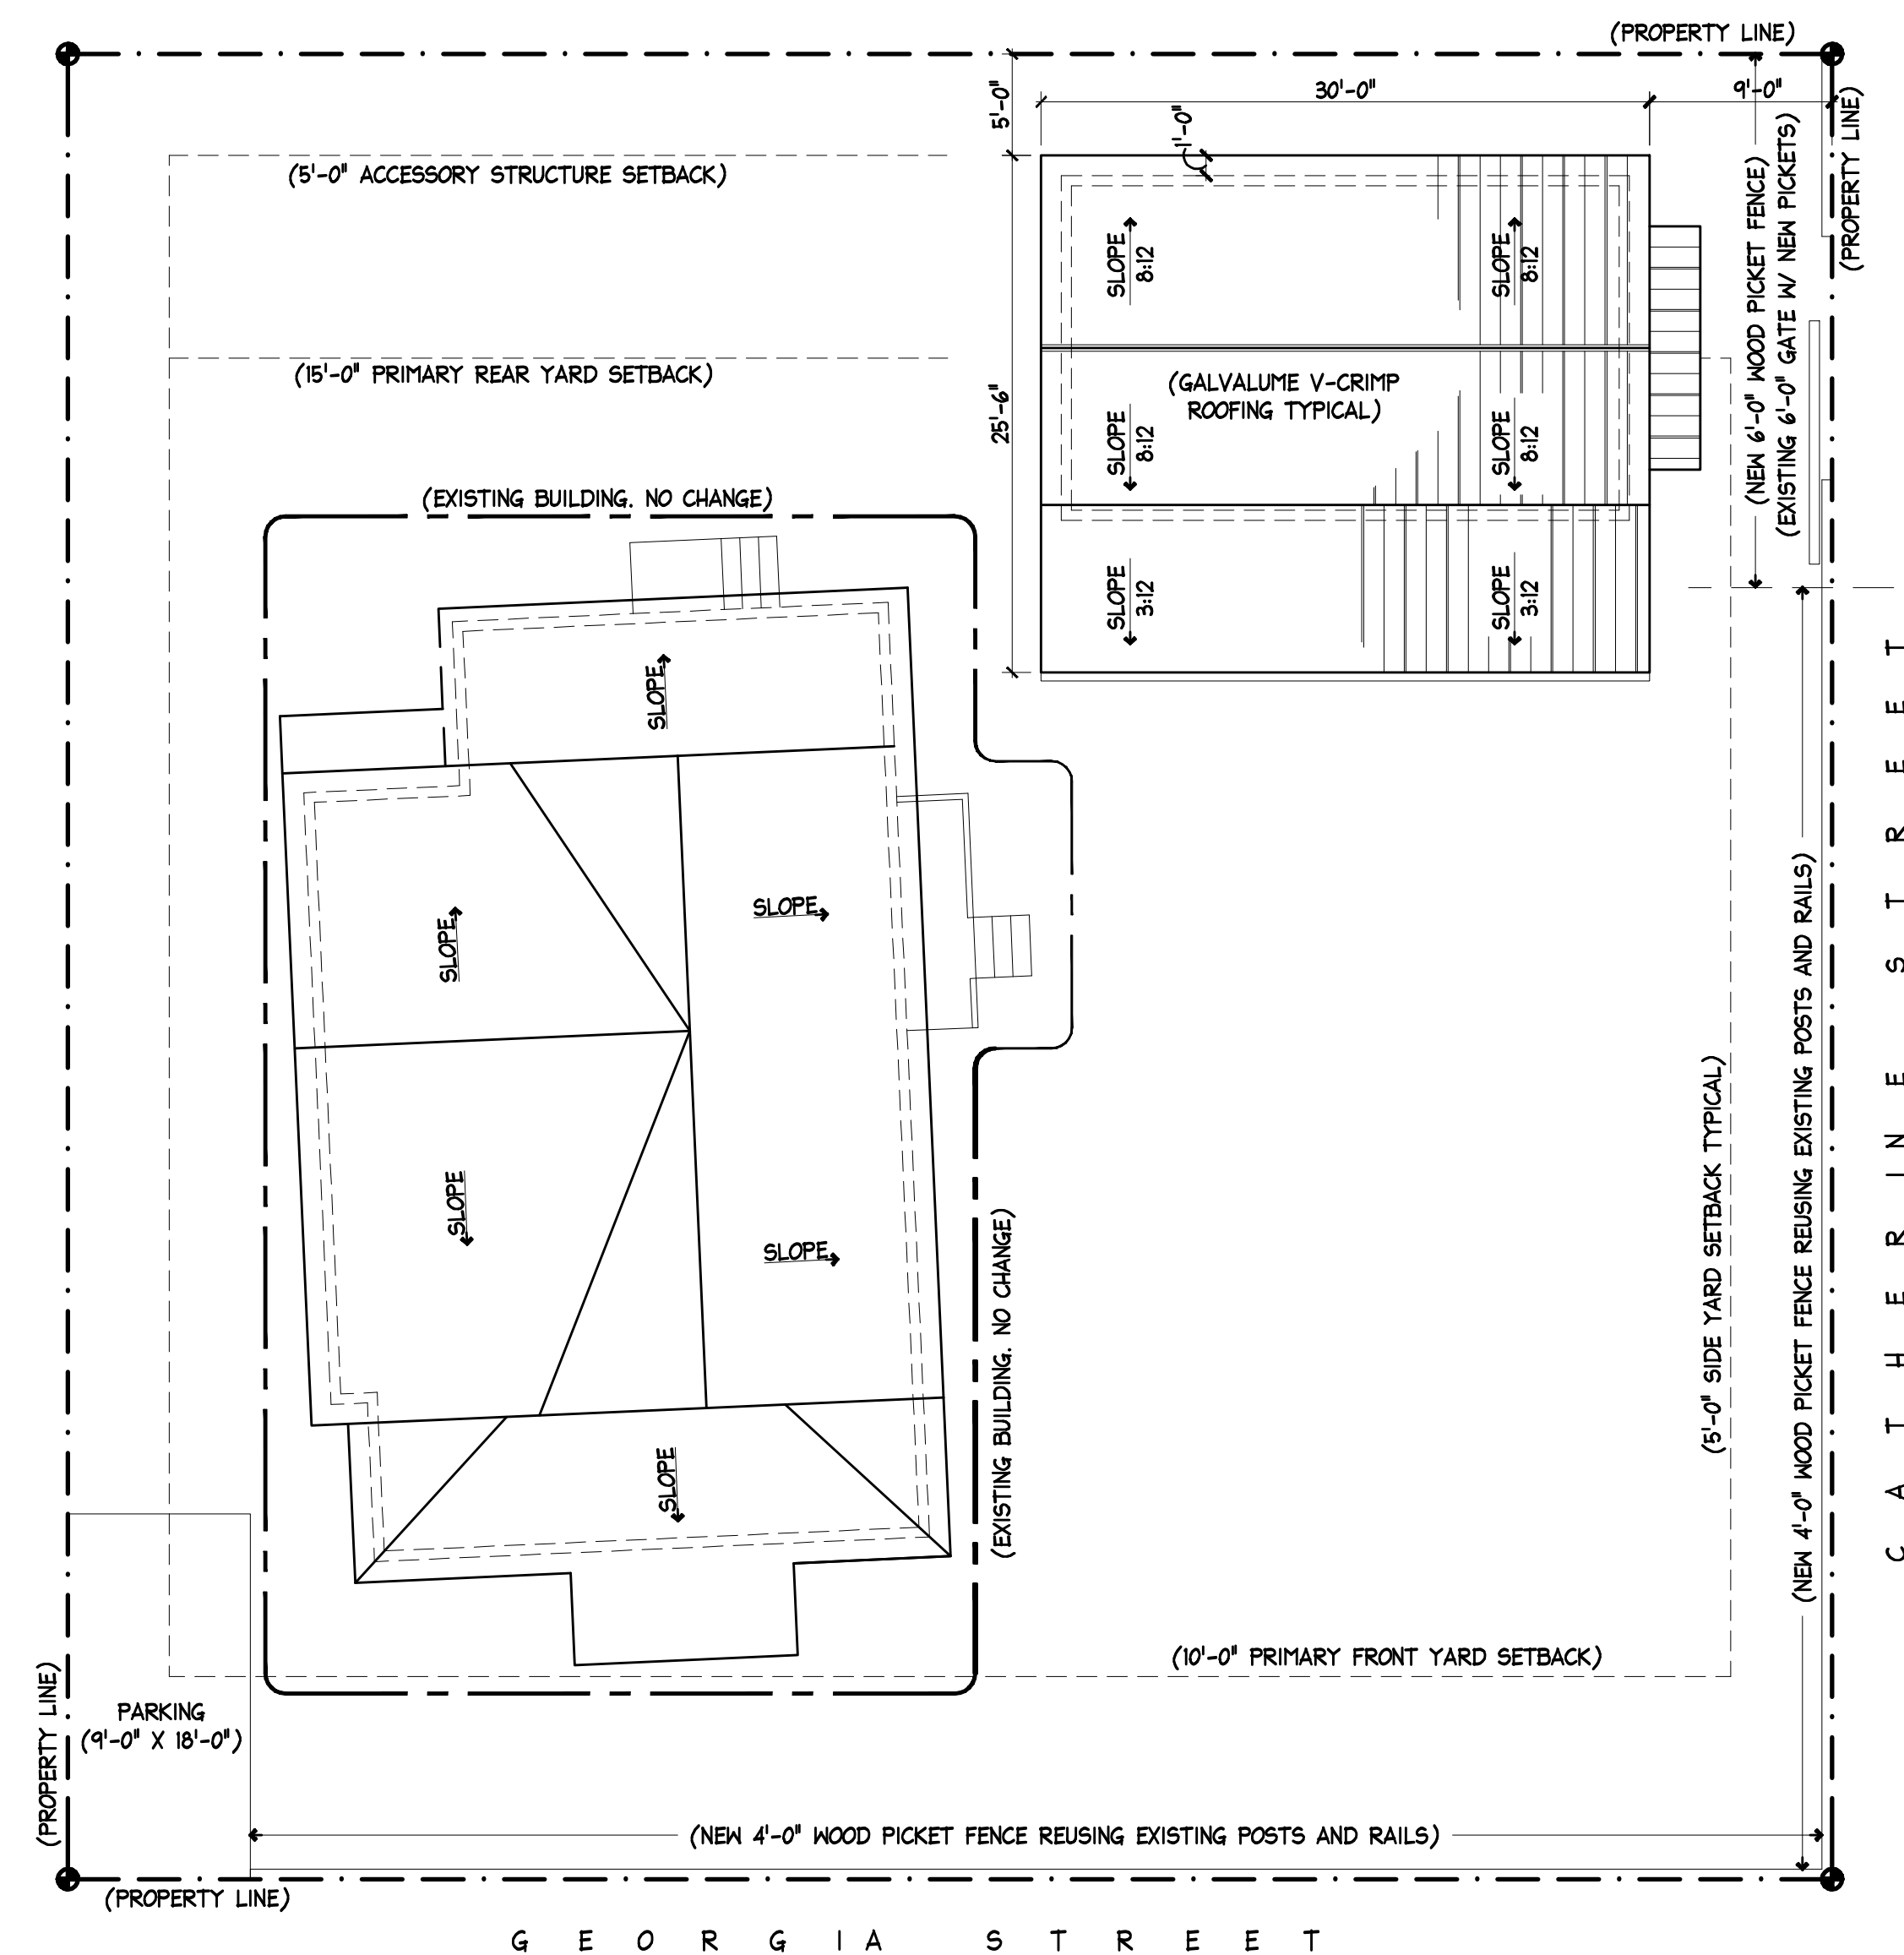 (PROPERTY LINE)
30'-0"
9'-0"
5'-0"
1'-0"
(PROPERTY LINE)
(5'-0" ACCESSORY STRUCTURE SETBACK)
SLOPE
8:12
SLOPE
8:12
(NEW 6'-0" WOOD PICKET FENCE)
(EXISTING 6'-0" GATE W/ NEW PICKETS)
(15'-0" PRIMARY REAR YARD SETBACK)
(GALVALUME V-CRIMP
ROOFING TYPICAL)
25'-6"
SLOPE
8:12
SLOPE
8:12
(EXISTING BUILDING. NO CHANGE)
SLOPE
3:12
SLOPE
3:12
SLOPE
SLOPE
SLOPE
SLOPE
SLOPE
SLOPE
(EXISTING BUILDING. NO CHANGE)
(5'-0" SIDE YARD SETBACK TYPICAL)
(NEW 4'-0" WOOD PICKET FENCE REUSING EXISTING POSTS AND RAILS)
CATHERINE STREET
(10'-0" PRIMARY FRONT YARD SETBACK)
(PROPERTY LINE)
PARKING
(9'-0" X 18'-0")
(NEW 4'-0" WOOD PICKET FENCE REUSING EXISTING POSTS AND RAILS)
(PROPERTY LINE)
GEORGIA STREET